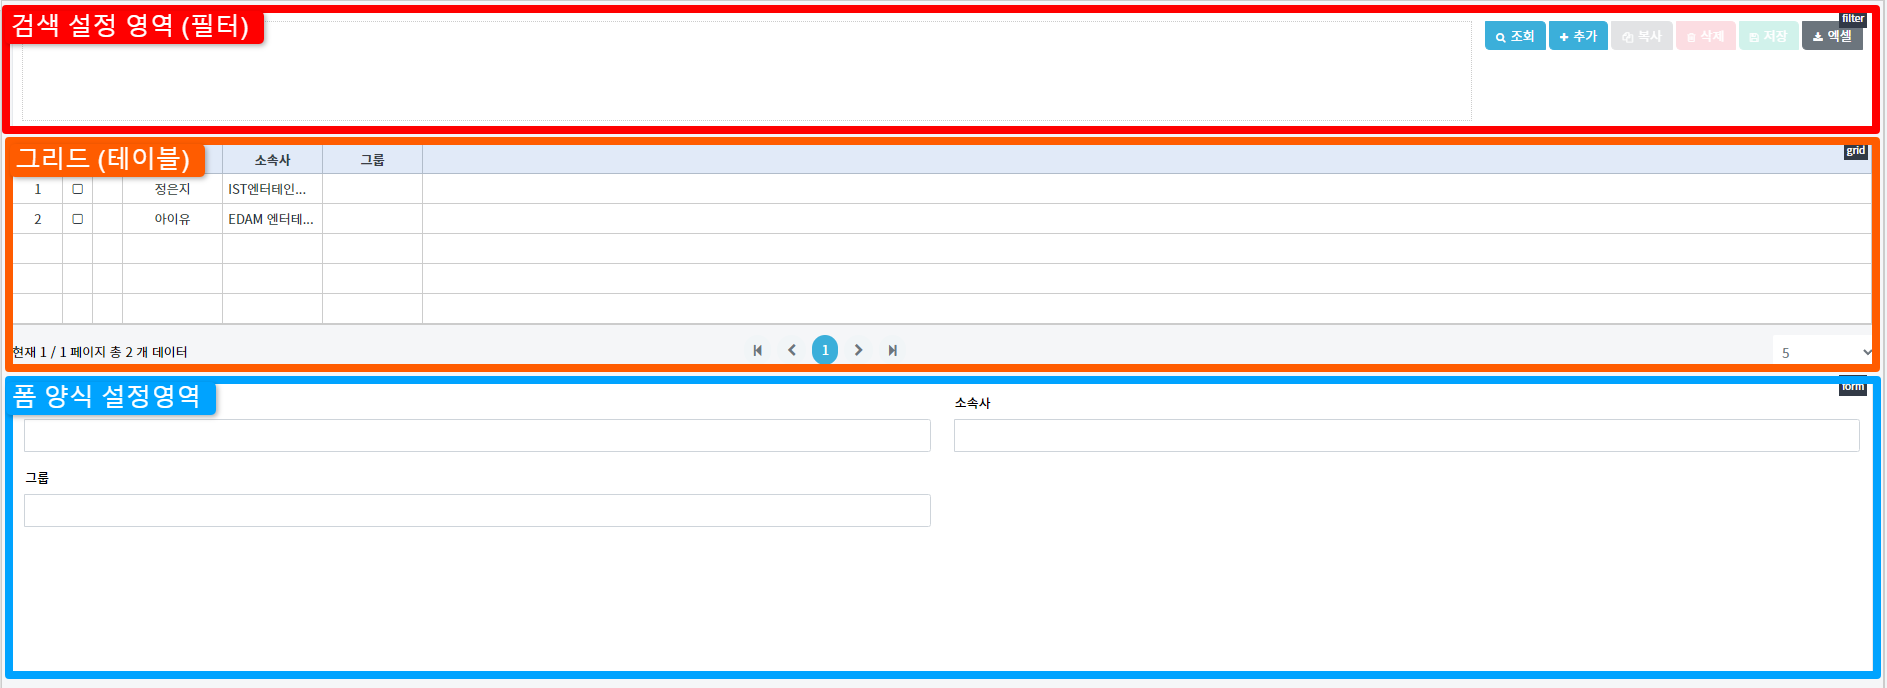 검색 설정 영역 (필터)
filter
조회 추가 복사 삭제 저장 엑셀
그리드 (테이블)
소속사 그룹
grid
1 정은지 IST엔터테인...
2 아이유 EDAM 엔터테...
현재 1 / 1 페이지 총 2 개 데이터
1
5
폼 양식 설정영역
form
소속사
그룹